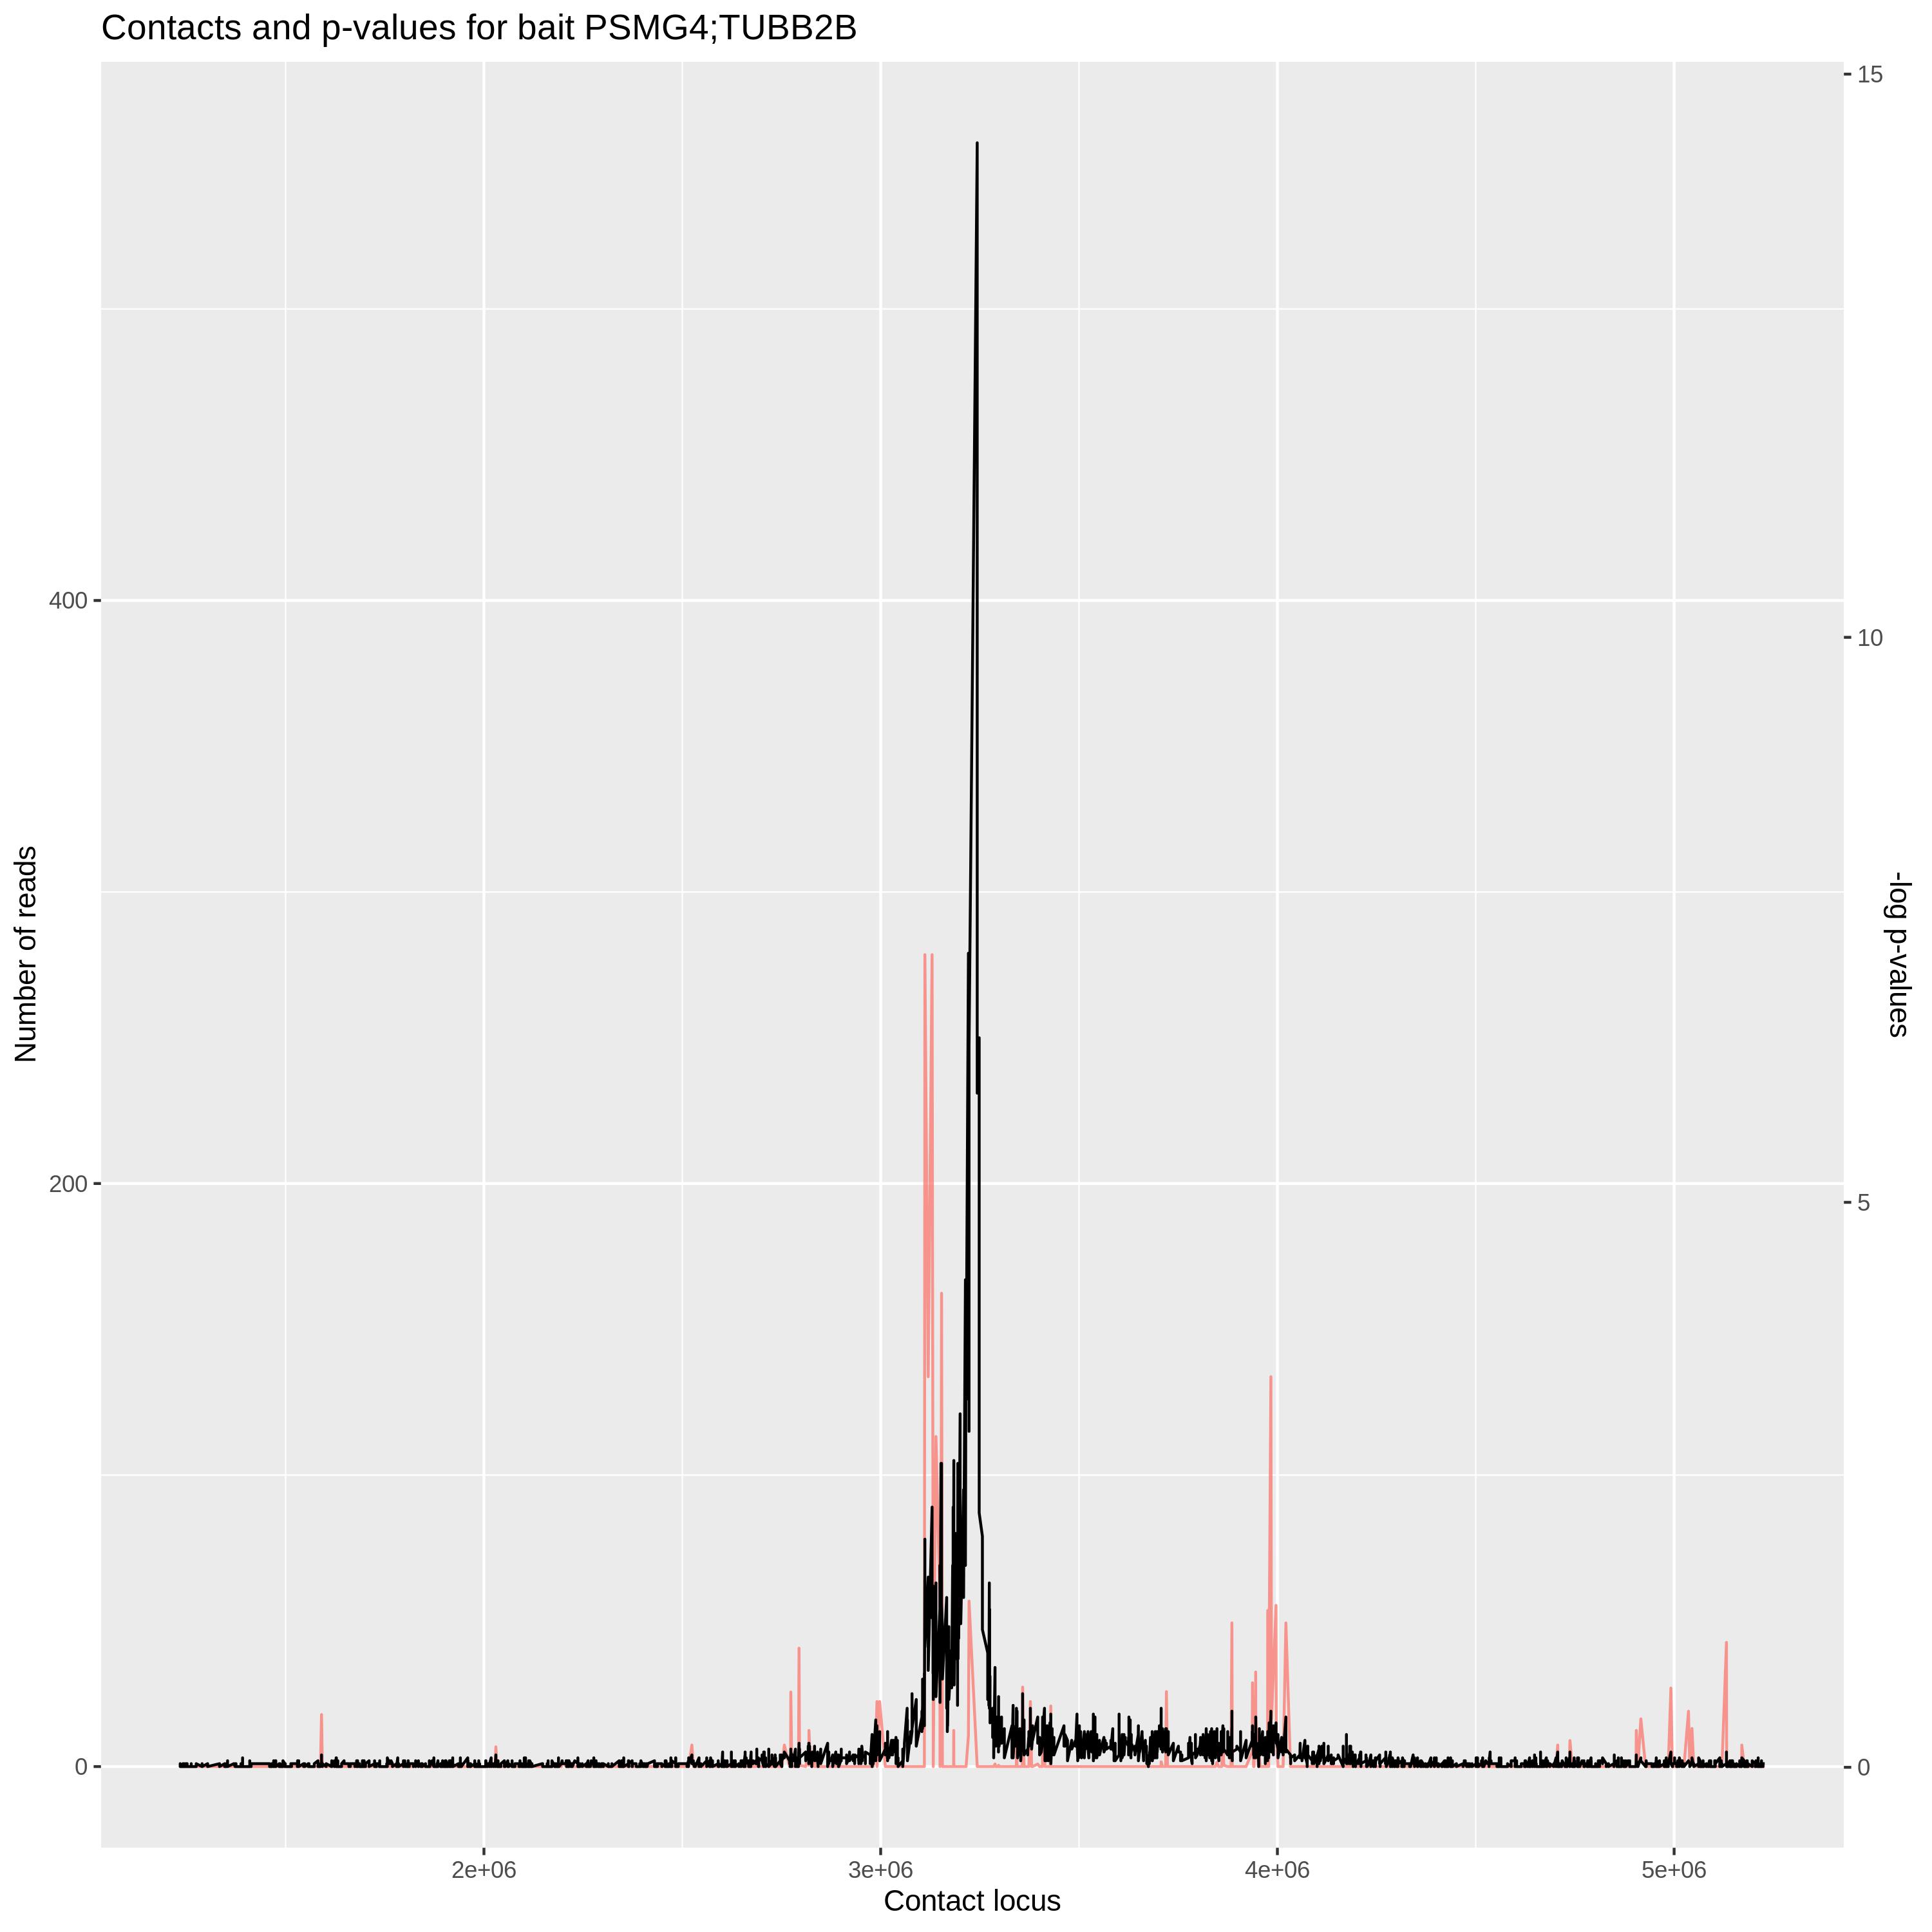 Contacts and p-values for bait PSMG4;TUBB2B
15
400
10
Number of reads
-log p-values
200
5
0
0
2e+06
3e+06
4e+06
5e+06
Contact locus